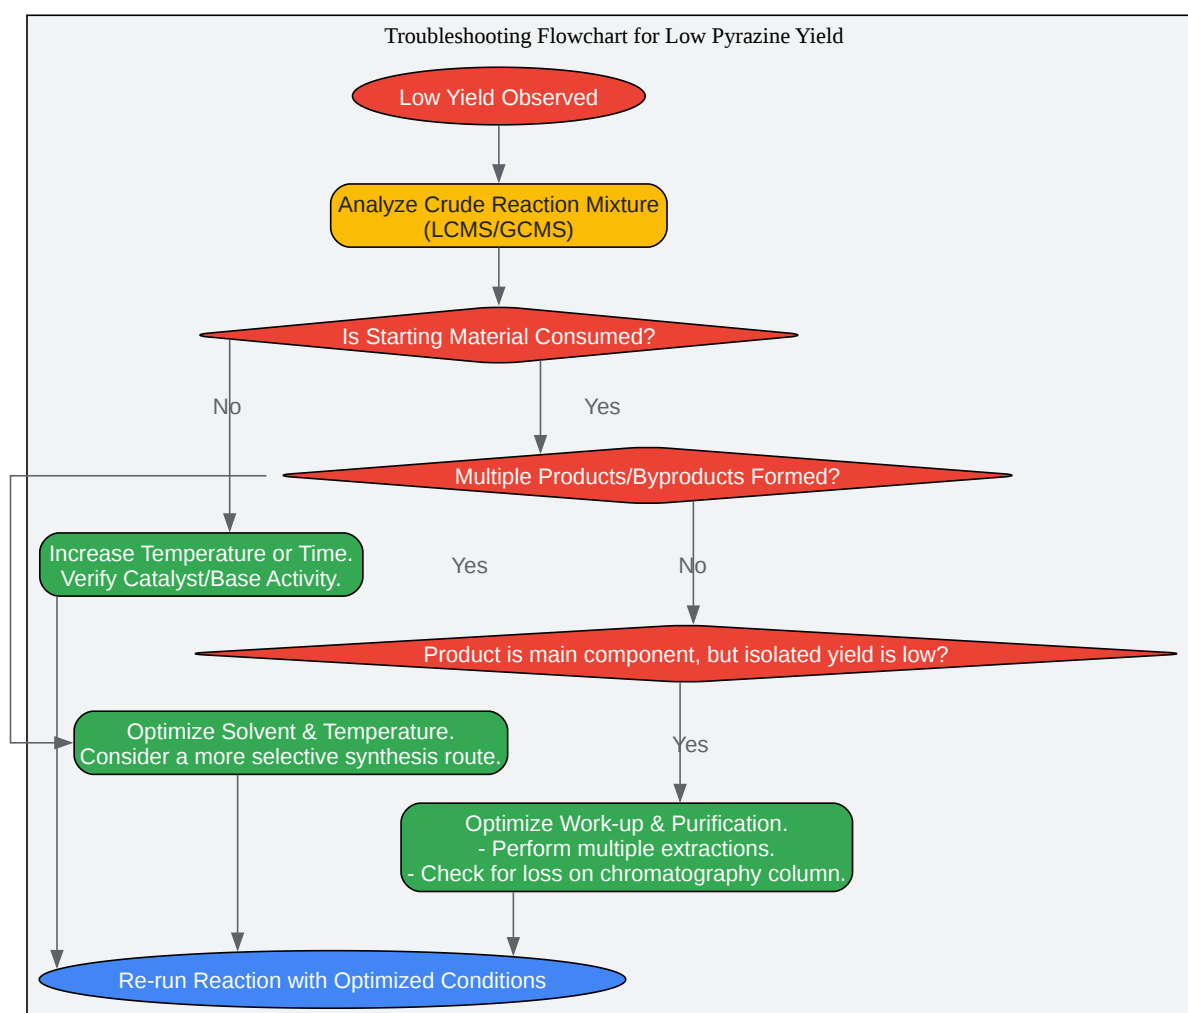 Troubleshooting Flowchart for Low Pyrazine Yield
Low Yield Observed
Analyze Crude Reaction Mixture
(LCMS/GCMS)
Is Starting Material Consumed?
No
Yes
Multiple Products/Byproducts Formed?
Increase Temperature or Time.
Verify Catalyst/Base Activity.
Yes
No
Product is main component, but isolated yield is low?
Optimize Solvent & Temperature.
Consider a more selective synthesis route.
Yes
Optimize Work-up & Purification.
- Perform multiple extractions.
- Check for loss on chromatography column.
Re-run Reaction with Optimized Conditions